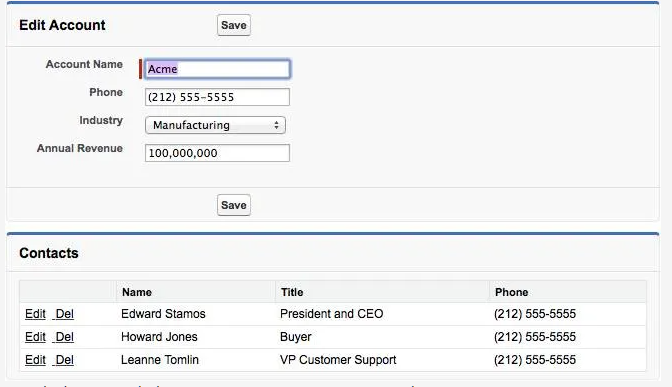 Edit Account Save
Account Name Acme
Phone (212) 555-5555
Industry Manufacturing
Annual Revenue 100,000,000
Save
Contacts
Name Title Phone
Edit Del Edward Stamos President and CEO (212) 555-5555
Edit Del Howard Jones Buyer (212) 555-5555
Edit Del Leanne Tomlin VP Customer Support (212) 555-5555